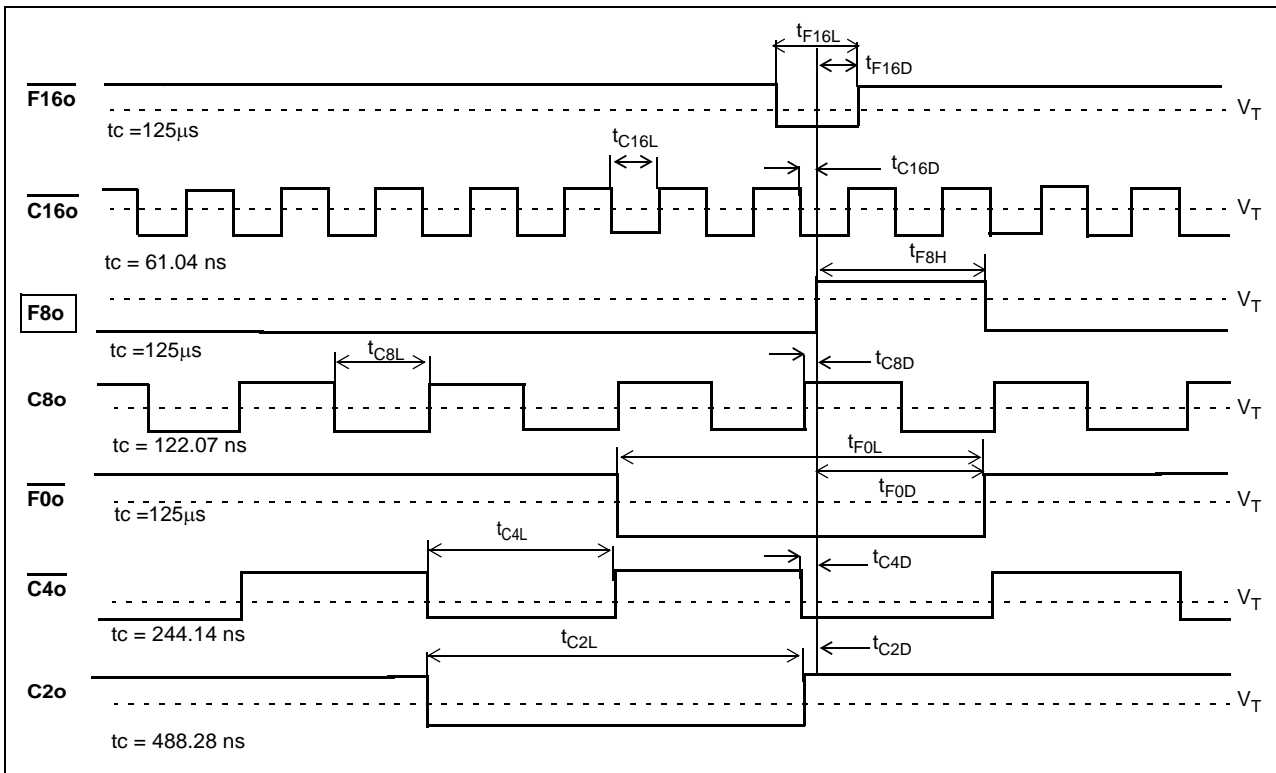 tF16L
tF16D
F16o
VT
tc =125μs
tC16L
tC16D
C16o
VT
tc = 61.04 ns
tF8H
F8o
VT
tc =125μs
tC8L
tC8D
C8o
VT
tc = 122.07 ns
tF0L
F0o
tF0D
VT
tc =125μs
tC4L
tC4D
C4o
VT
tc = 244.14 ns
tC2L
tC2D
C2o
VT
tc = 488.28 ns